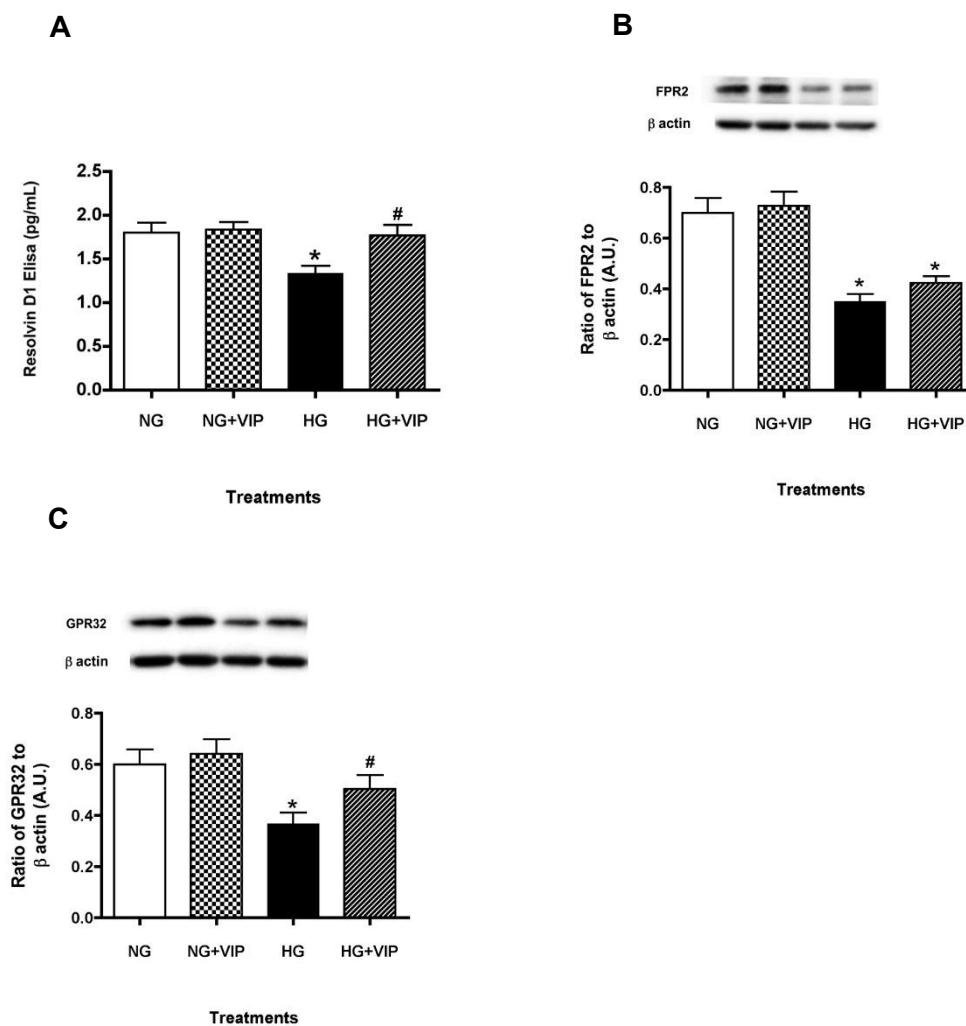 A
Resolvin D1 Elisa (pg/mL)
2.5
2.0
1.5
1.0
0.5
0.0
*
#
NG
NG+VIP
HG
HG+VIP
Treatments
B
FPR2
β actin
Ratio of FPR2 to
β actin (A.U.)
0.8
0.6
0.4
0.2
0.0
*
*
NG
NG+VIP
HG
HG+VIP
Treatments
C
GPR32
β actin
Ratio of GPR32 to
β actin (A.U.)
0.8
0.6
0.4
0.2
0.0
*
#
NG
NG+VIP
HG
HG+VIP
Treatments